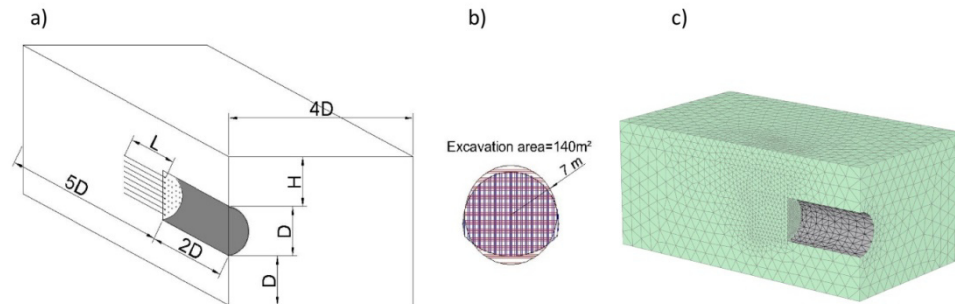 a)
b)
c)
4D
L
H
5D
D
2D
D
Excavation area=140m²
7 m